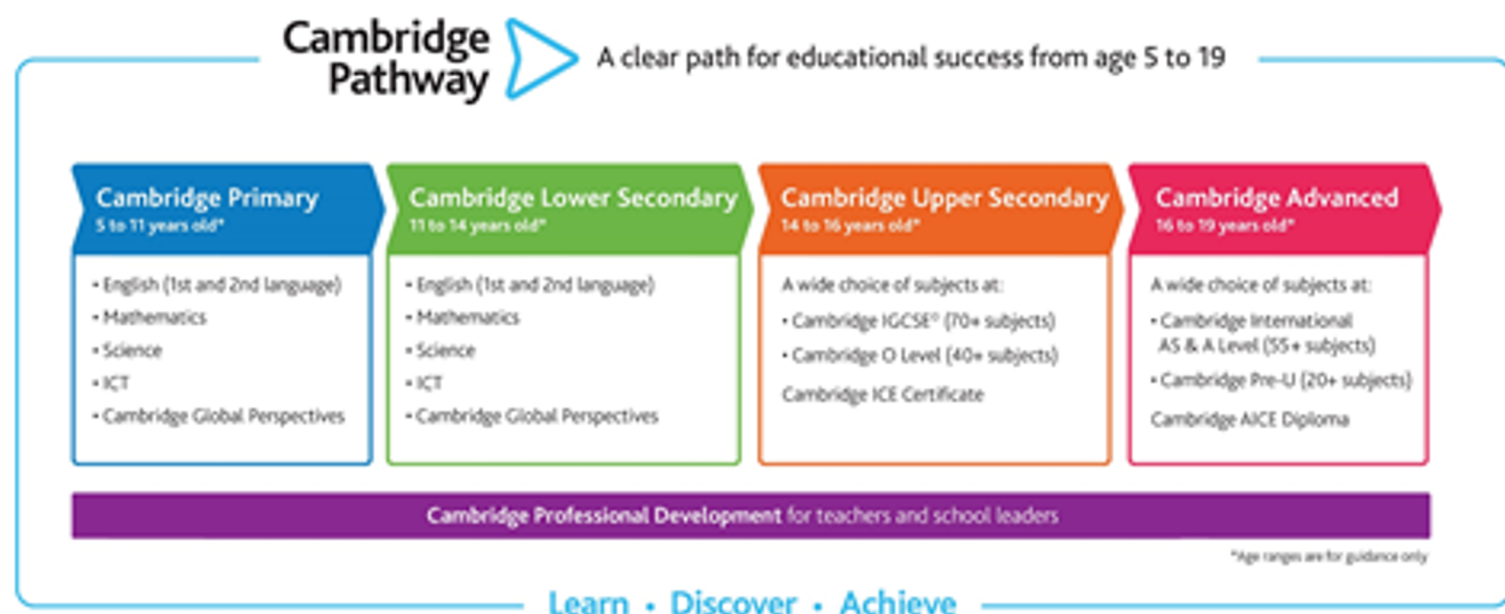 Cambridge
Pathway
A clear path for educational success from age 5 to 19
Cambridge Primary
5 to 11 years old*
• English (1st and 2nd language)
• Mathematics
• Science
• ICT
• Cambridge Global Perspectives
Cambridge Lower Secondary
11 to 14 years old*
• English (1st and 2nd language)
• Mathematics
• Science
• ICT
• Cambridge Global Perspectives
Cambridge Upper Secondary
14 to 16 years old*
A wide choice of subjects at:
• Cambridge IGCSE® (70+ subjects)
• Cambridge O Level (40+ subjects)
Cambridge ICE Certificate
Cambridge Advanced
16 to 19 years old*
A wide choice of subjects at:
• Cambridge International
AS & A Level (55+ subjects)
• Cambridge Pre-U (20+ subjects)
Cambridge AICE Diploma
Cambridge Professional Development for teachers and school leaders
*Age ranges are for guidance only
Learn • Discover • Achieve